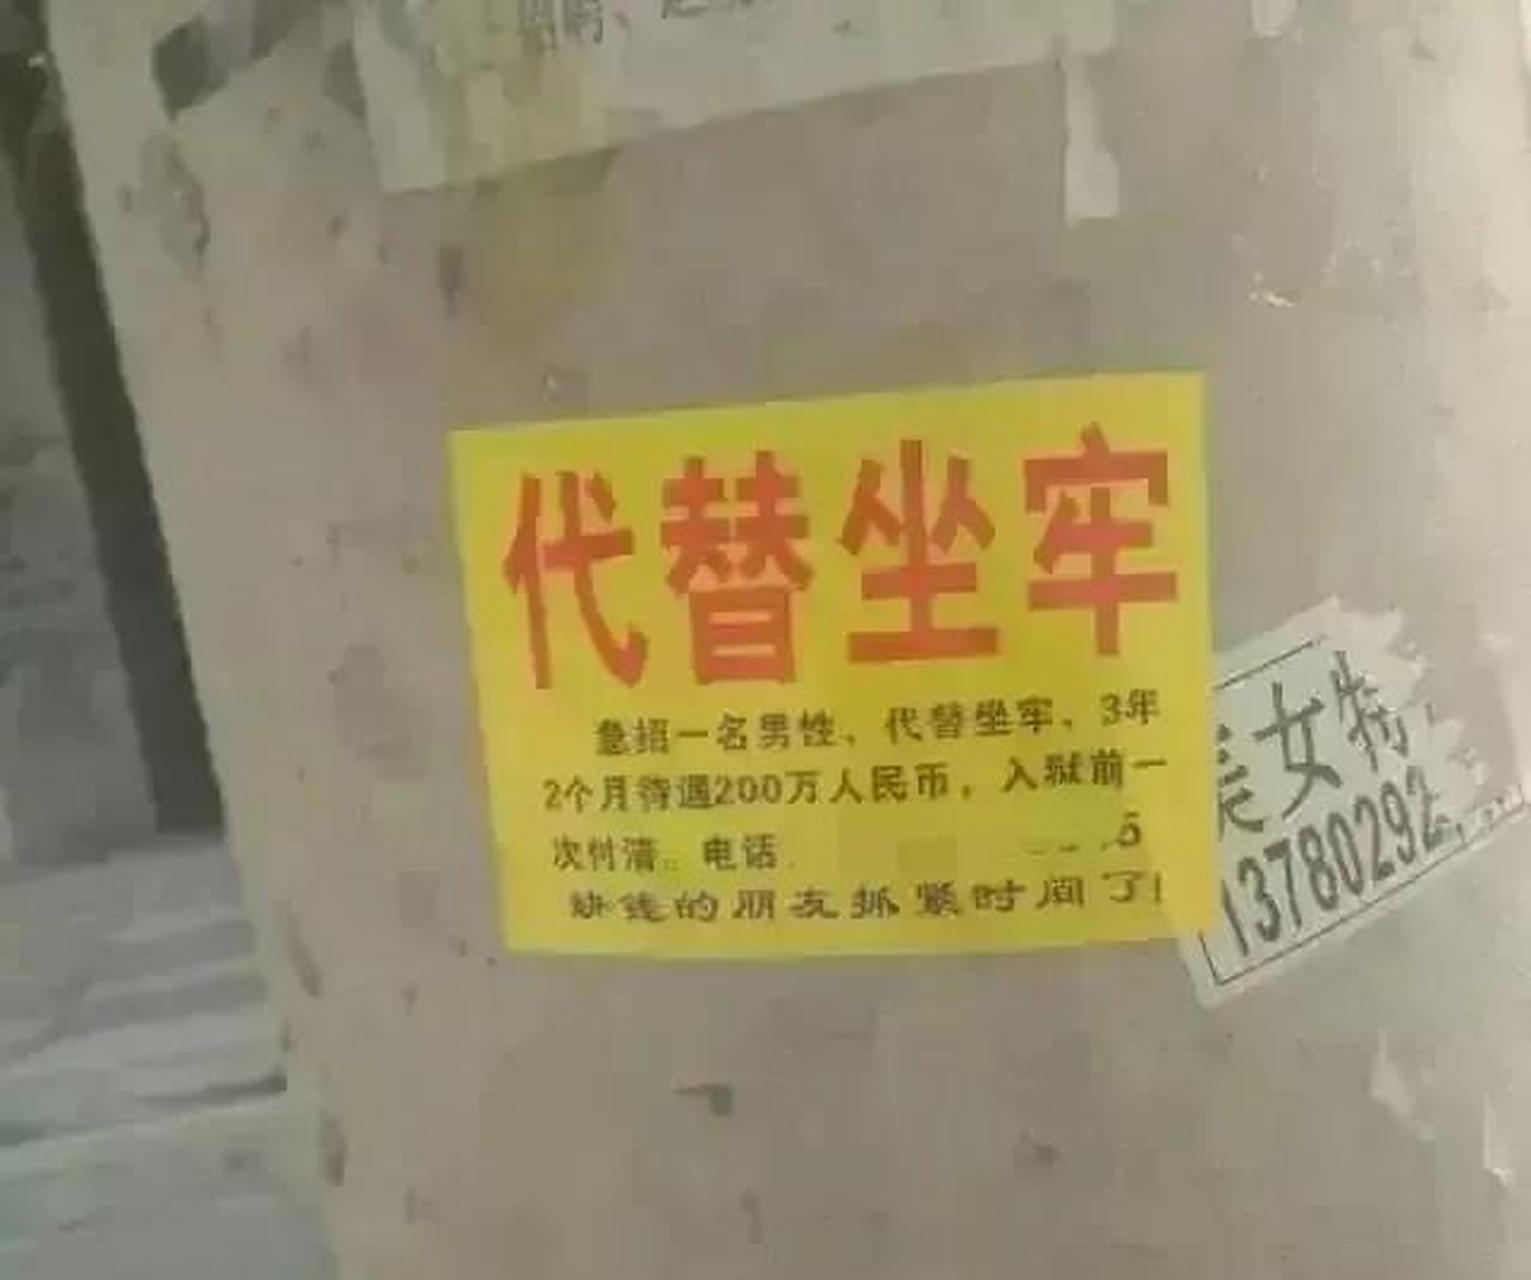 代替坐牢
急招一名男性、代替坐牢、3年
2个月待遇200万人民币，入狱前一
次付清。电话
5
缺钱的朋友抓紧时间了!
美女特
13780292